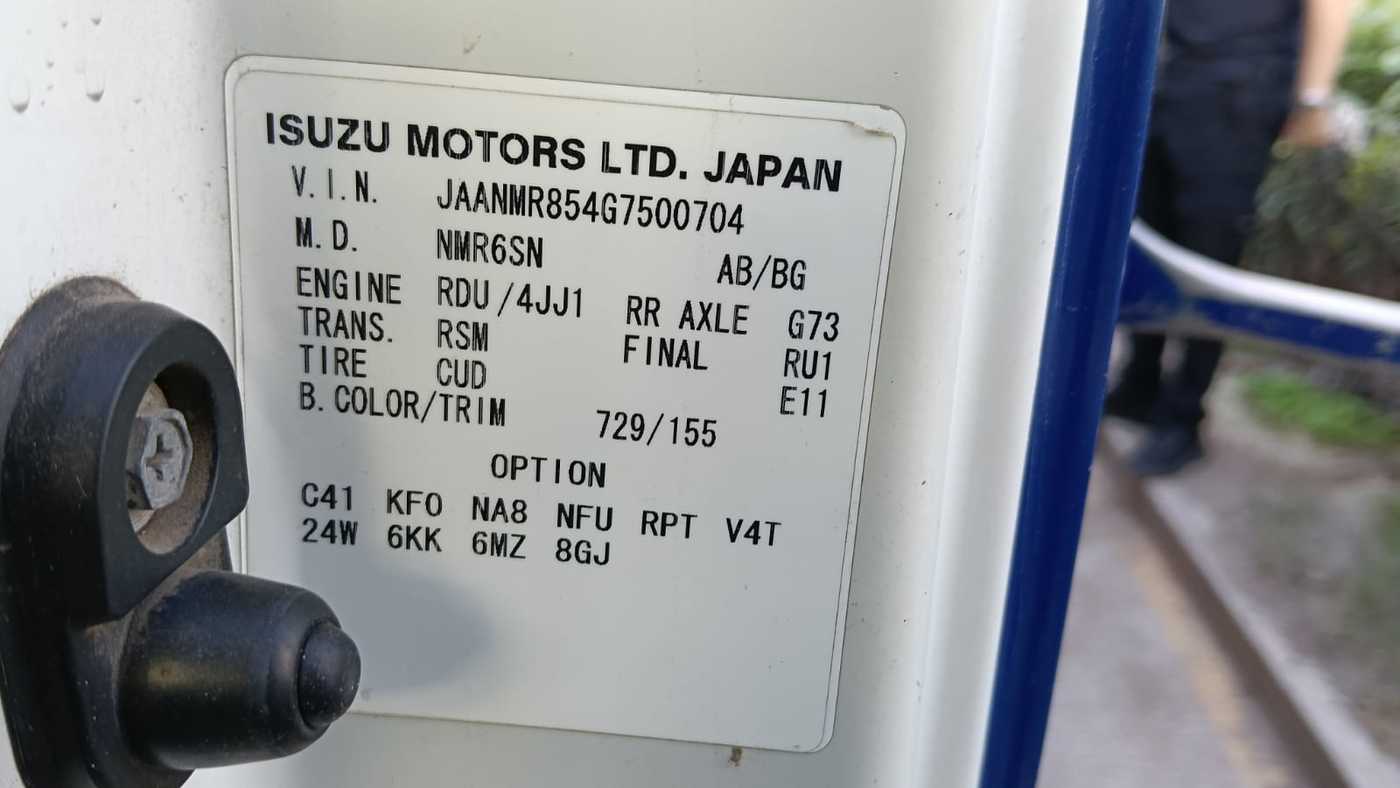 ISUZU MOTORS LTD. JAPAN
V.I.N. JAANMR854G7500704
M.D. NMR6SN AB/BG
ENGINE RDU/4JJ1 RR AXLE G73
TRANS. RSM FINAL RU1
TIRE CUD E11
B.COLOR/TRIM 729/155
OPTION
C41 KFO NA8 NFU RPT V4T
24W 6KK 6MZ 8GJ